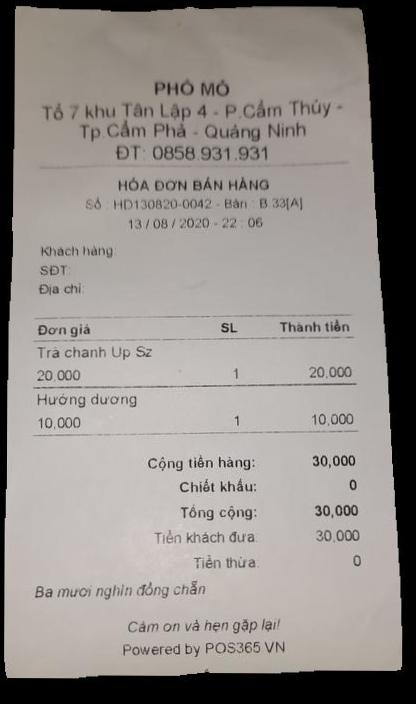 PHỐ MỎ
Tổ 7 khu Tân Lập 4 - P.Cẩm Thủy -
Tp.Cẩm Phả - Quảng Ninh
ĐT: 0858.931.931
HÓA ĐƠN BÁN HÀNG
Số : HD130820-0042 - Bàn : B.33[A]
13 / 08 / 2020 - 22 : 06
Khách hàng:
SĐT:
Địa chỉ:
Đơn giá SL Thành tiền
Trà chanh Up Sz
20,000 1 20,000
Hướng dương
10,000 1 10,000
Cộng tiền hàng: 30,000
Chiết khấu: 0
Tổng cộng: 30,000
Tiền khách đưa: 30,000
Tiền thừa: 0
Ba mươi nghìn đồng chẵn
Cảm ơn và hẹn gặp lại!
Powered by POS365.VN